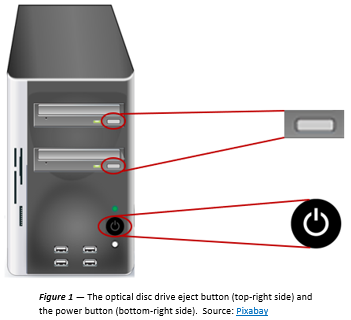 Figure 1 — The optical disc drive eject button (top-right side) and
the power button (bottom-right side).  Source: Pixabay